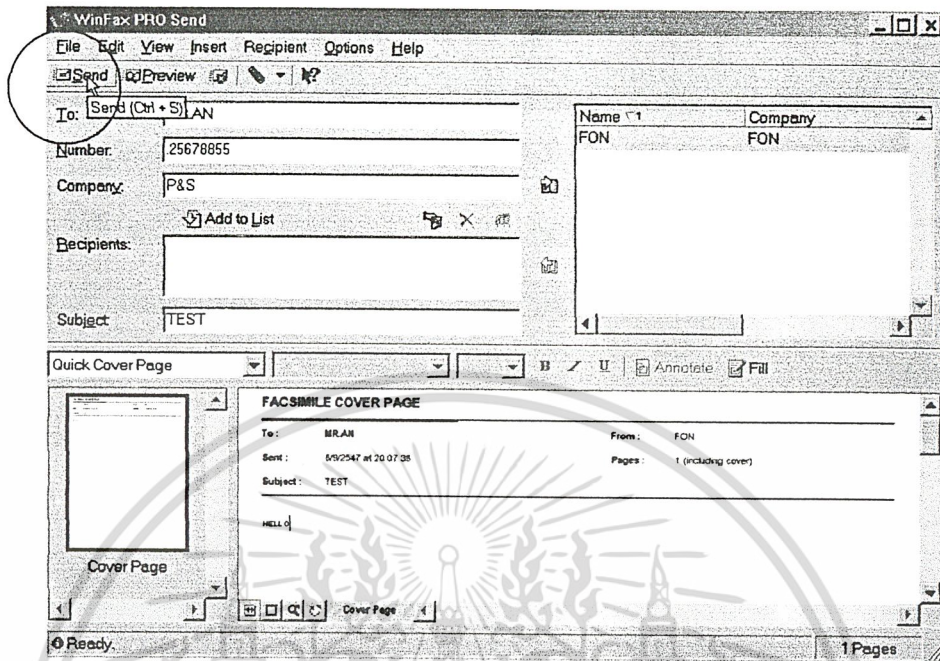 WinFax PRO Send
File Edit View Insert Recipient Options Help
Send Preview
Send (Ctrl + S)
To: .AN
Number: 25678855
Company: P&S
Add to List
Recipients:
Subject: TEST
Name 1 Company
FON FON
Quick Cover Page B I U Annotate Fill
FACSIMILE COVER PAGE
To : MR.AN From : FON
Sent : 5/9/2547 at 20:07:35 Pages : 1 (including cover)
Subject : TEST
HELLO
Cover Page
Cover Page
Ready. 1 Pages